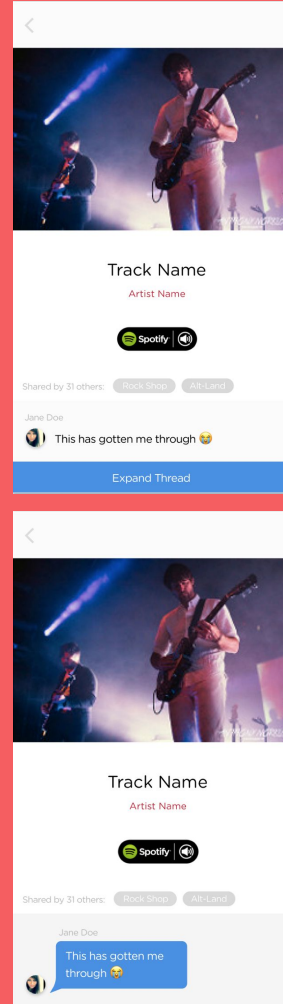 Track Name
Artist Name
Spotify
Shared by 31 others: Rock Shop Alt-Land
Jane Doe
This has gotten me through 😭
Expand Thread
Track Name
Artist Name
Spotify
Shared by 31 others: Rock Shop Alt-Land
Jane Doe
This has gotten me
through 😭